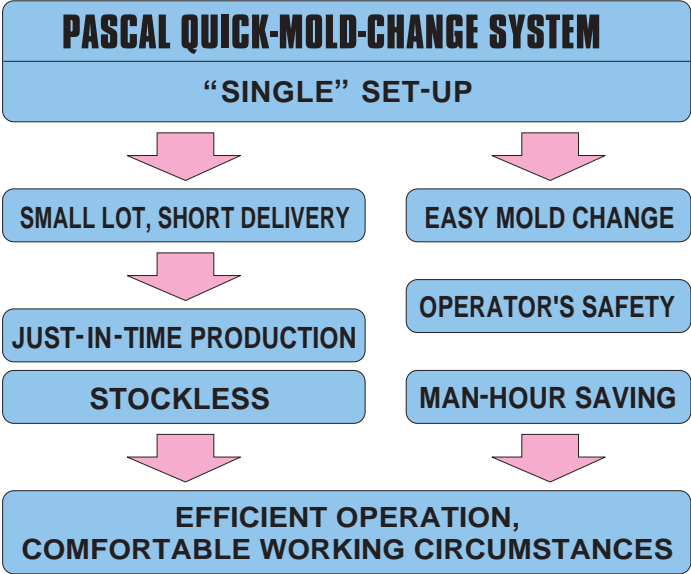 PASCAL QUICK-MOLD-CHANGE SYSTEM
“SINGLE” SET-UP
SMALL LOT, SHORT DELIVERY
JUST-IN-TIME PRODUCTION
STOCKLESS
EASY MOLD CHANGE
OPERATOR'S SAFETY
MAN-HOUR SAVING
EFFICIENT OPERATION,
COMFORTABLE WORKING CIRCUMSTANCES